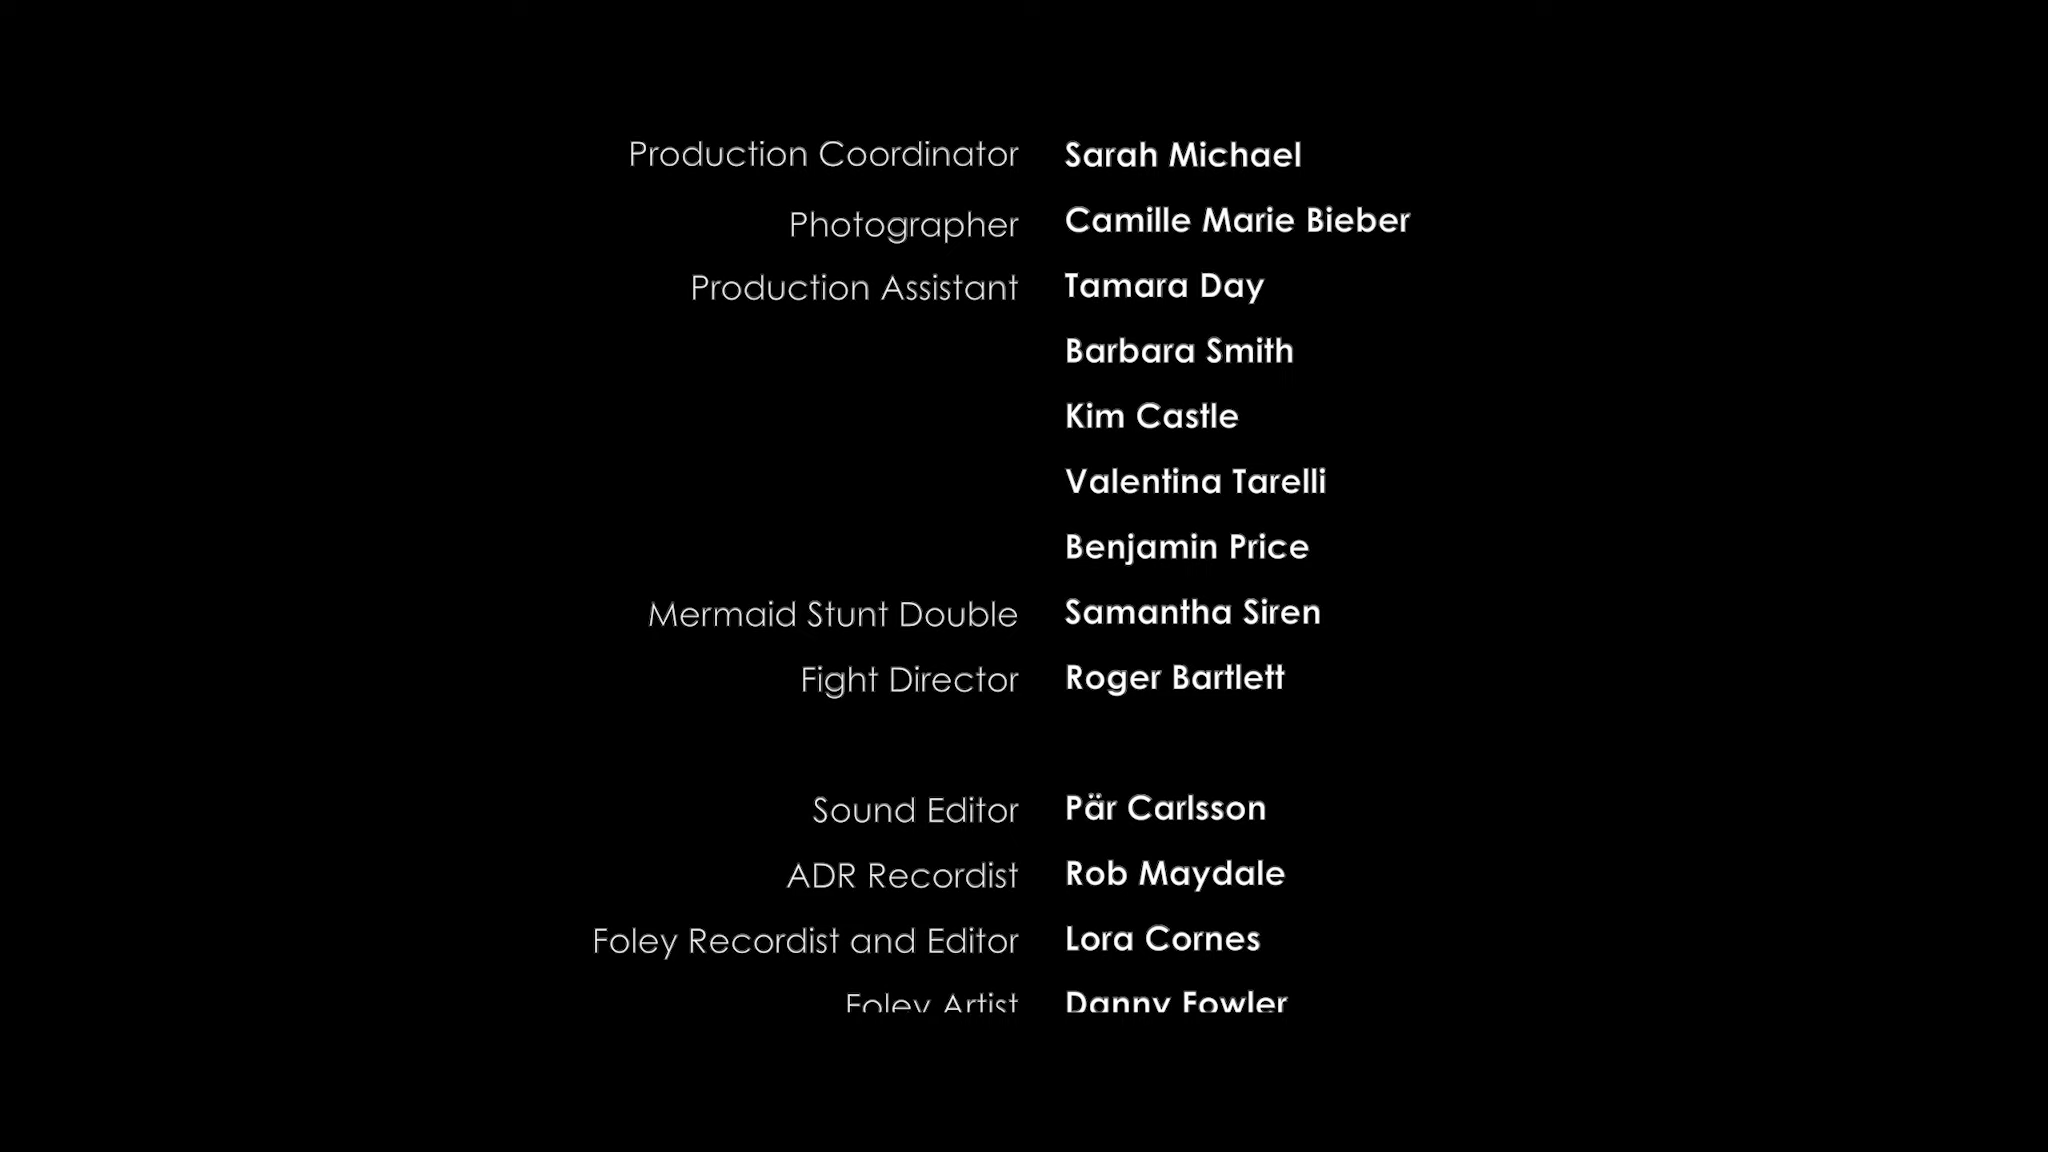 Production Coordinator Sarah Michael
Photographer Camille Marie Bieber
Production Assistant Tamara Day
Barbara Smith
Kim Castle
Valentina Tarelli
Benjamin Price
Mermaid Stunt Double Samantha Siren
Fight Director Roger Bartlett
Sound Editor Pär Carlsson
ADR Recordist Rob Maydale
Foley Recordist and Editor Lora Cornes
Foley Artist Danny Fowler